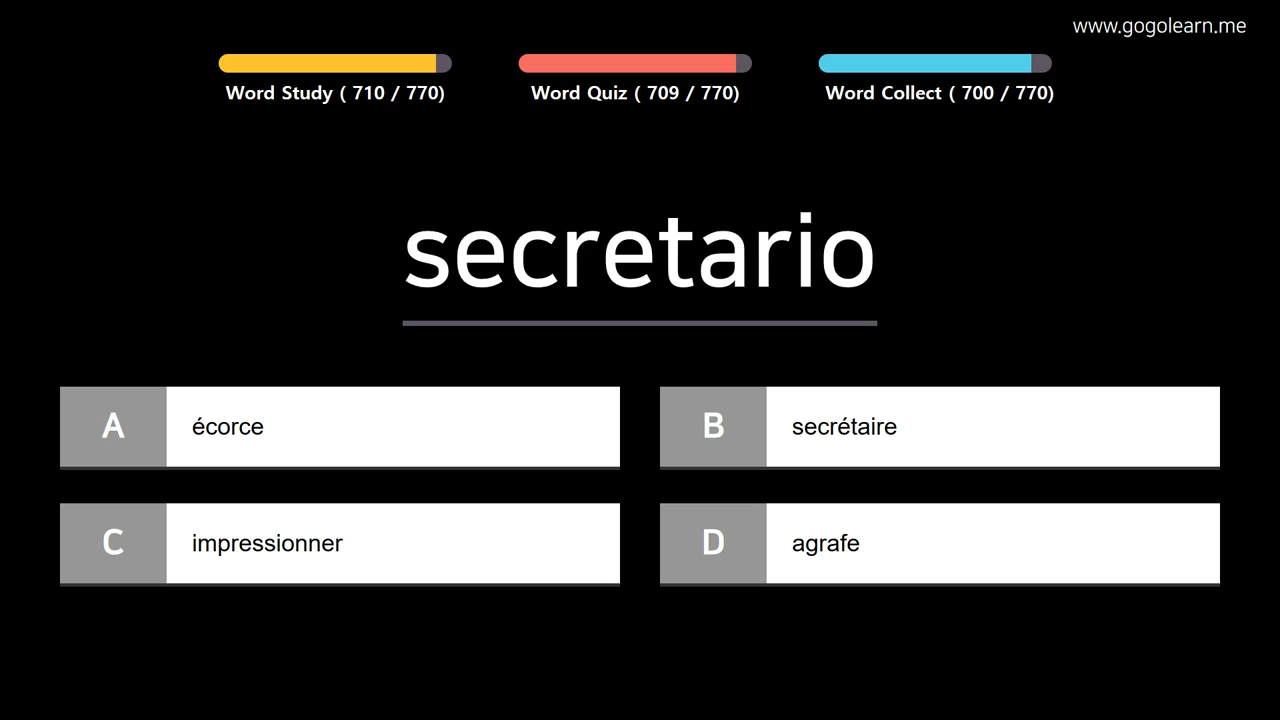 www.gogolearn.me
Word Study ( 710 / 770)
Word Quiz ( 709 / 770)
Word Collect ( 700 / 770)
secretario
A écorce
B secrétaire
C impressionner
D agrafe